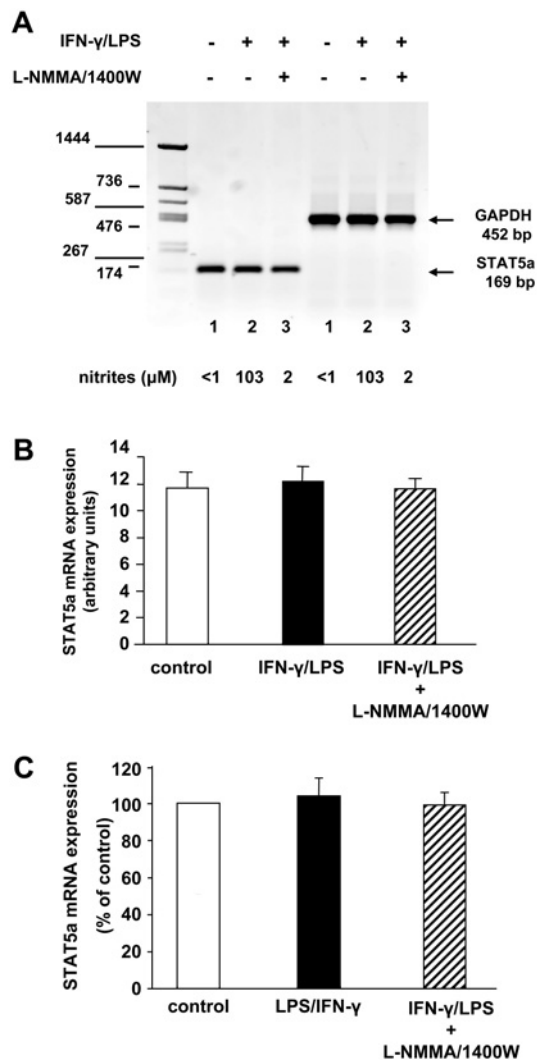 A
IFN-γ/LPS - + + - + +
L-NMMA/1400W - - + - - +
1444
736
587
476
267
174
GAPDH
452 bp
STAT5a
169 bp
1 2 3 1 2 3
nitrites (µM) <1 103 2 <1 103 2
B
STAT5a mRNA expression
(arbitrary units)
14
12
10
8
6
4
2
0
control IFN-γ/LPS IFN-γ/LPS
+
L-NMMA/1400W
C
STAT5a mRNA expression
(% of control)
120
100
80
60
40
20
0
control LPS/IFN-γ IFN-γ/LPS
+
L-NMMA/1400W